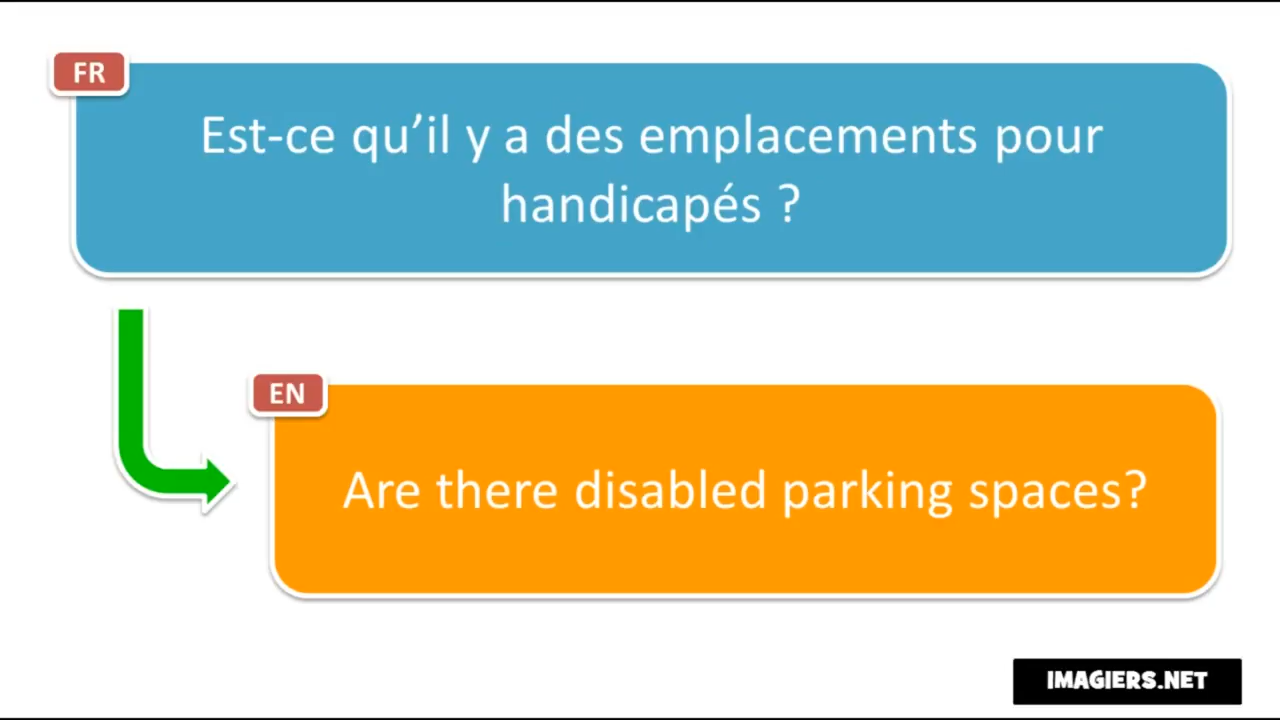 FR
Est-ce qu’il y a des emplacements pour
handicapés ?
EN
Are there disabled parking spaces?
IMAGIERS.NET